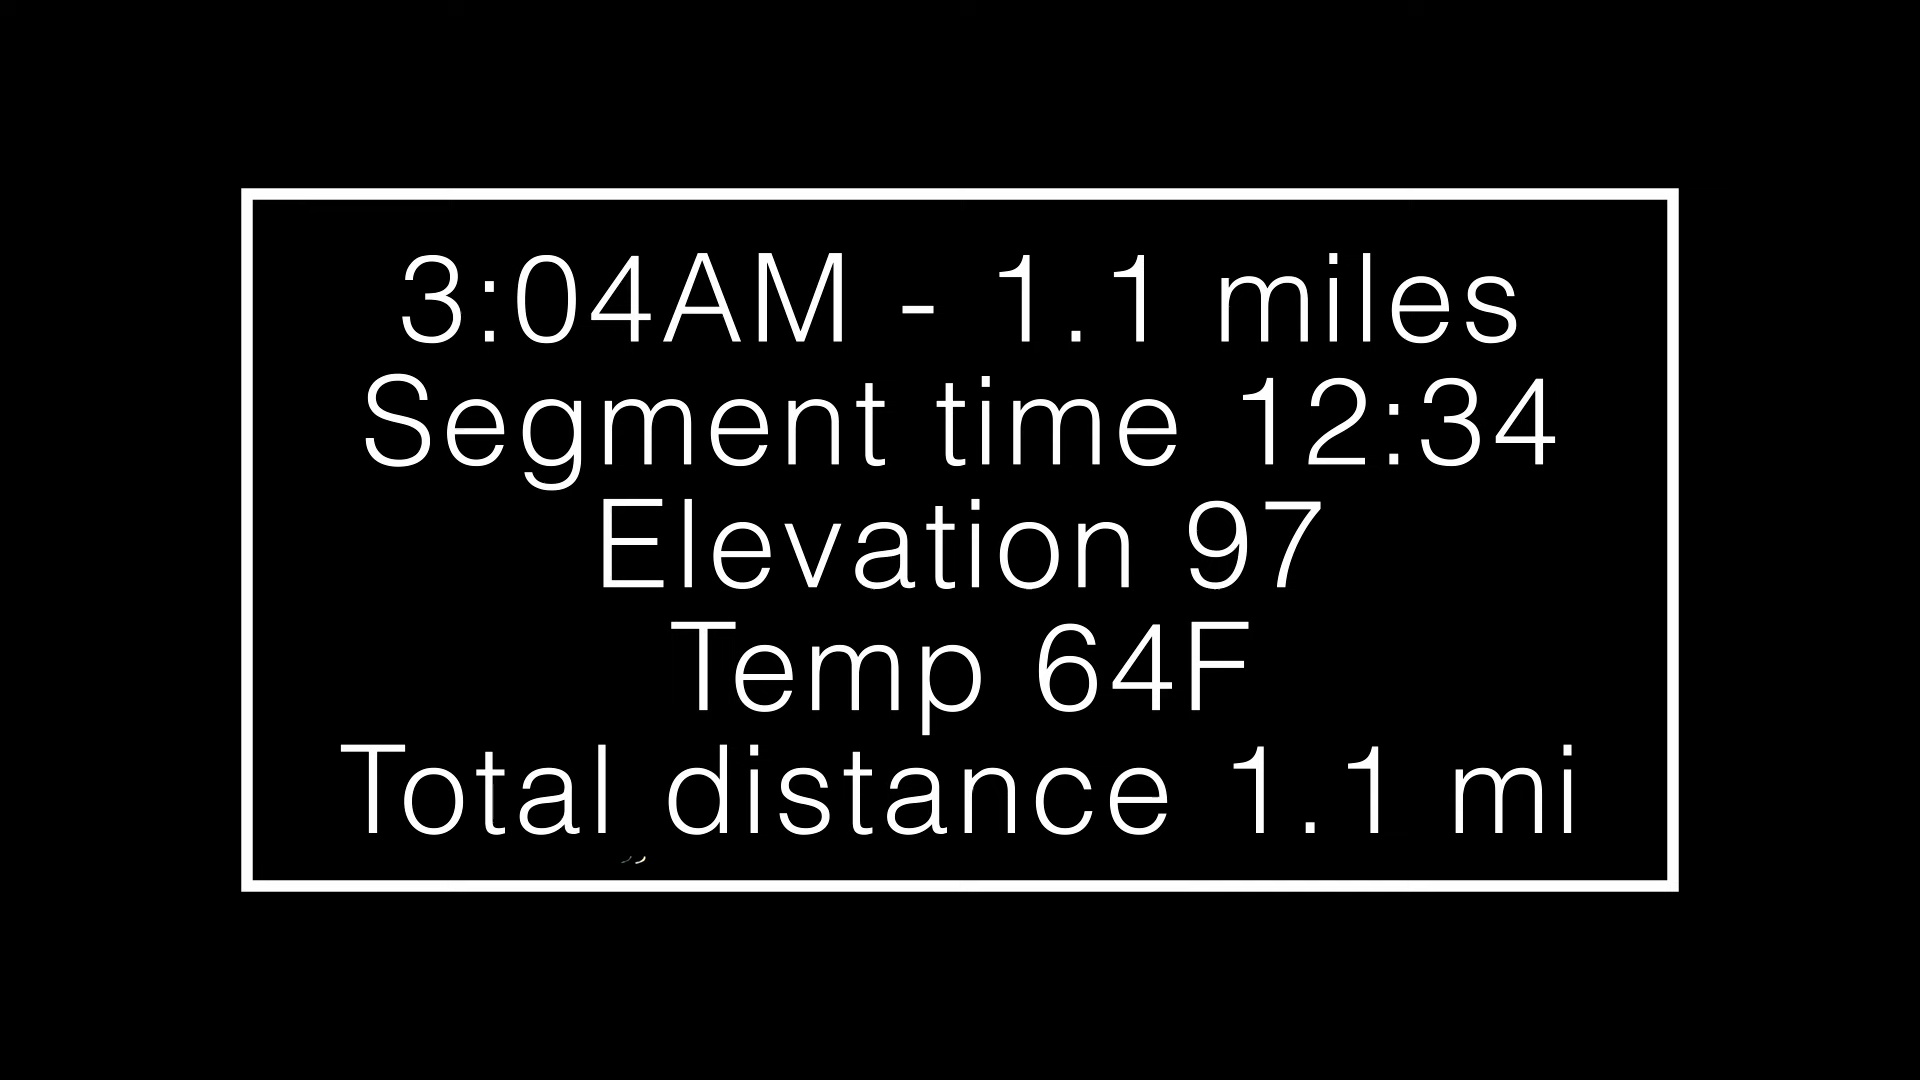 3:04AM - 1.1 miles
Segment time 12:34
Elevation 97
Temp 64F
Total distance 1.1 mi